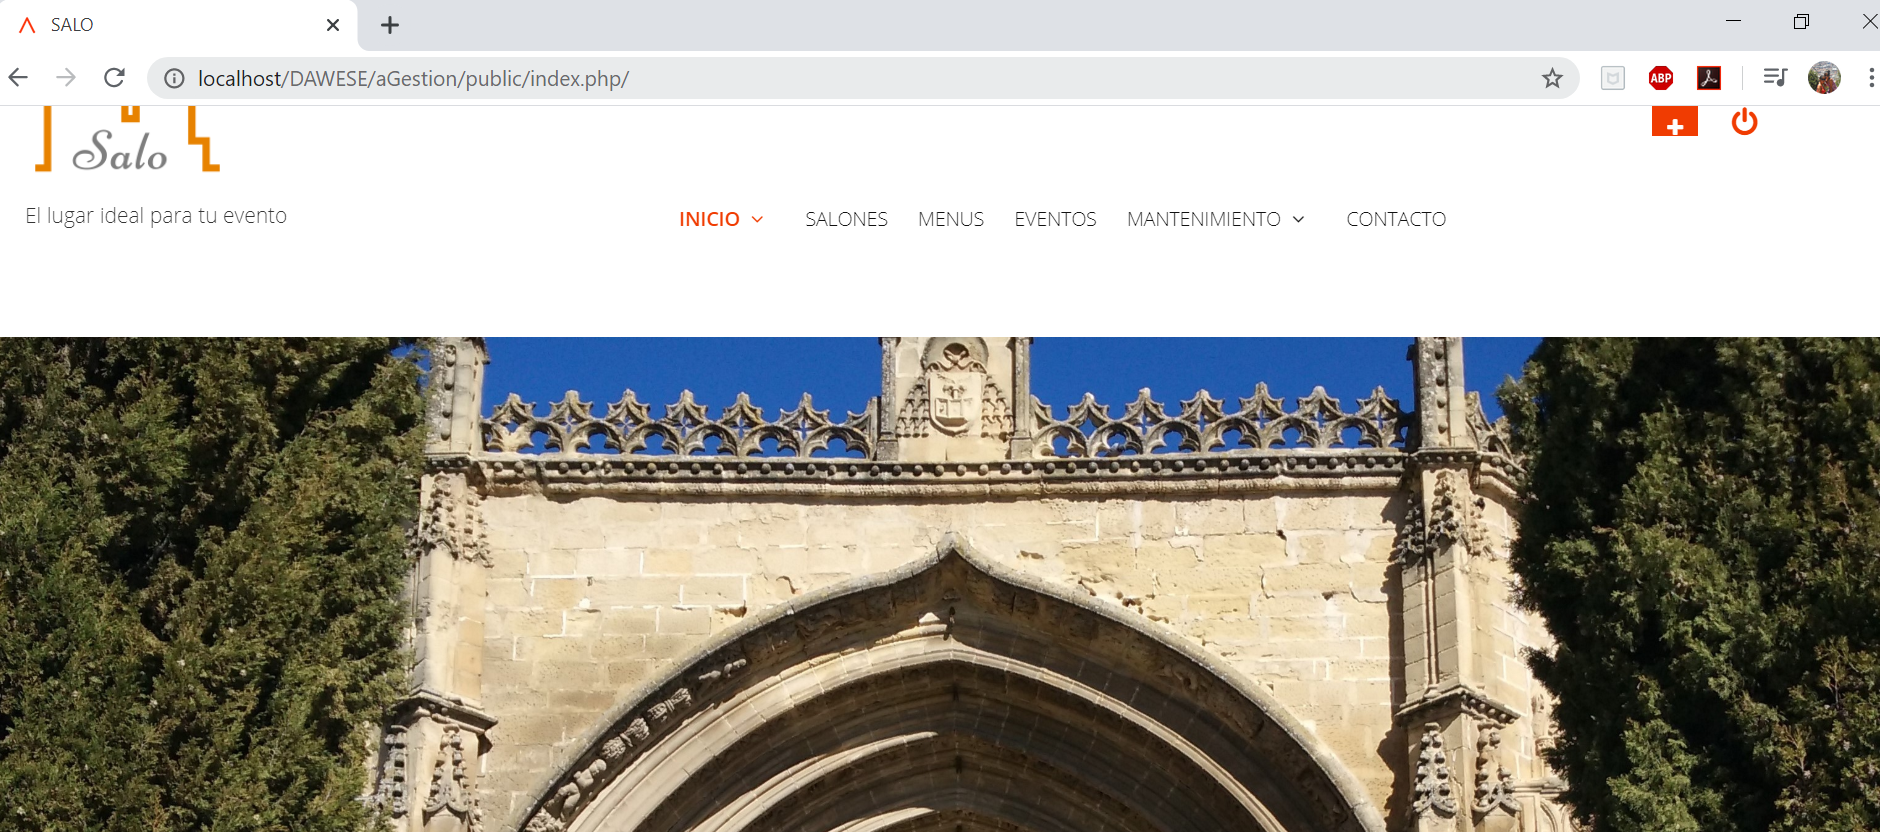 SALO
localhost/DAWESE/aGestion/public/index.php/
ABP
Salo
El lugar ideal para tu evento
INICIO SALONES MENUS EVENTOS MANTENIMIENTO CONTACTO